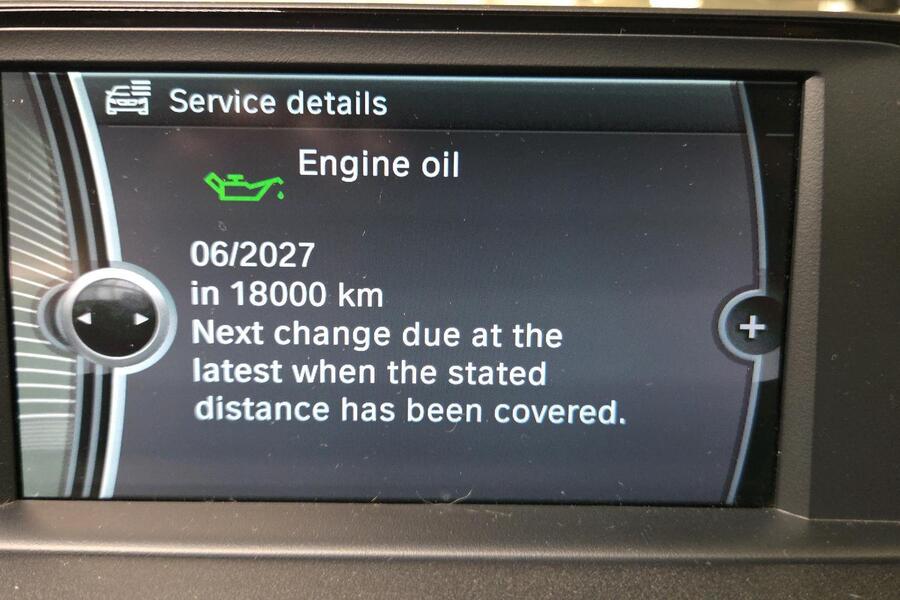 Service details
Engine oil
06/2027
in 18000 km
Next change due at the
latest when the stated
distance has been covered.
+